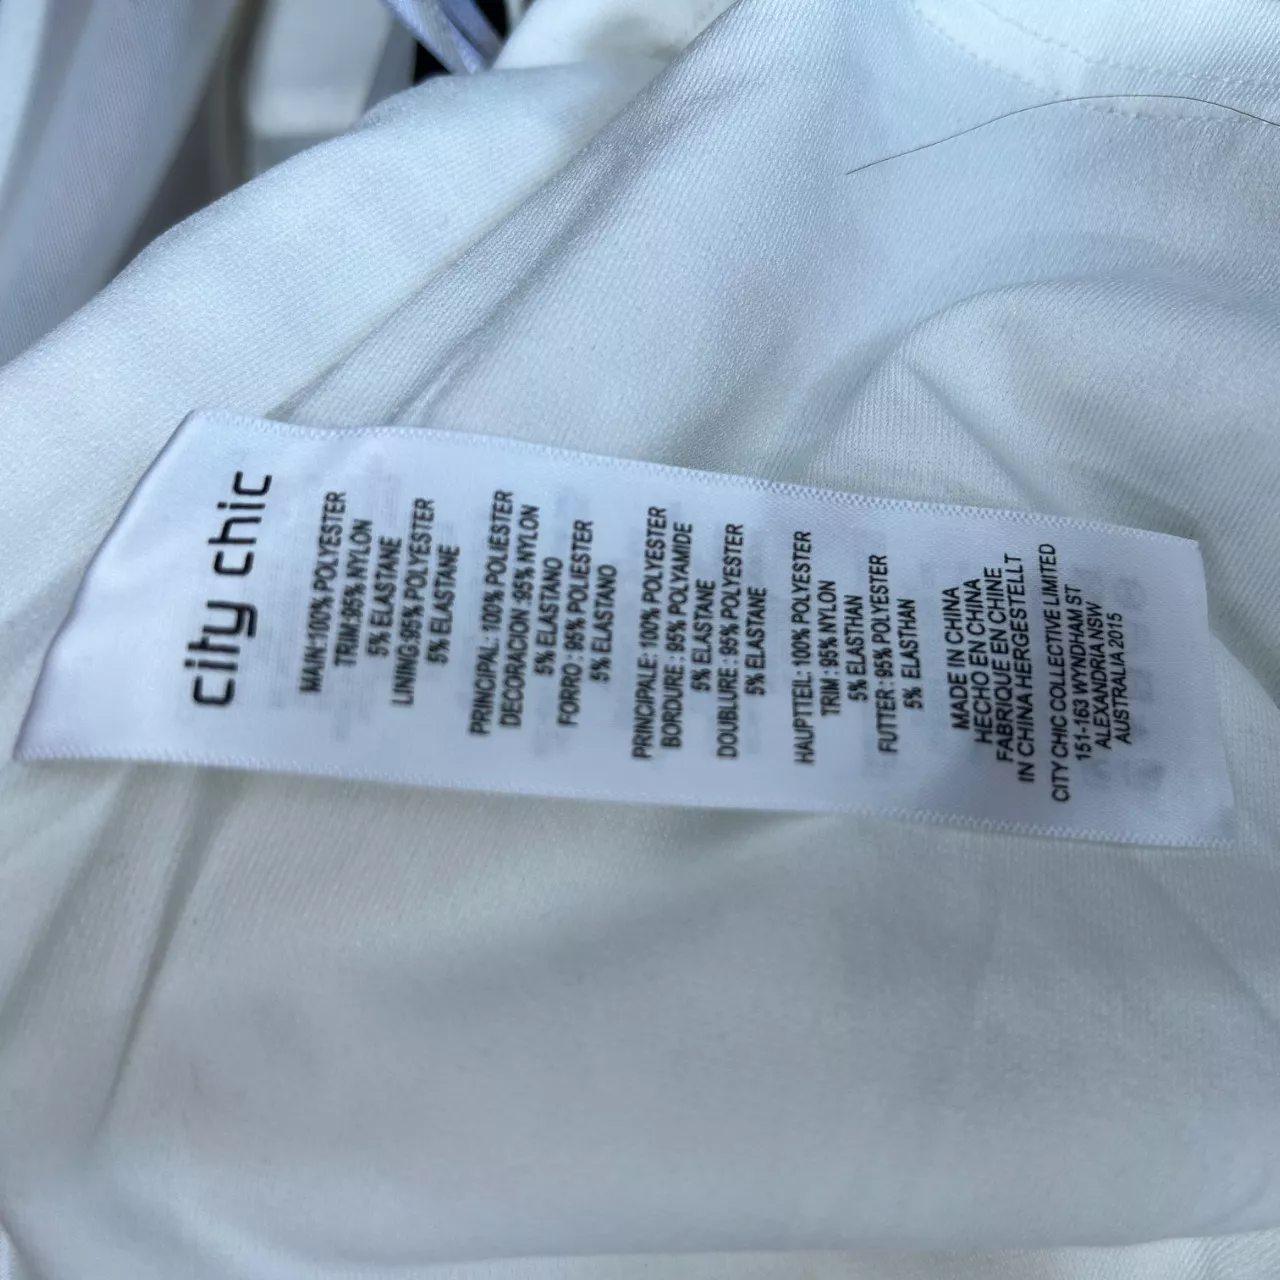 city chic
MAIN:100% POLYESTER
TRIM:95% NYLON
5% ELASTANE
LINING:95% POLYESTER
5% ELASTANE
PRINCIPAL: 100% POLIESTER
DECORACION :95% NYLON
5% ELASTANO
FORRO : 95% POLIESTER
5% ELASTANO
PRINCIPALE: 100% POLYESTER
BORDURE : 95% POLYAMIDE
5% ELASTANE
DOUBLURE : 95% POLYESTER
5% ELASTANE
HAUPTTEIL: 100% POLYESTER
TRIM : 95% NYLON
5% ELASTHAN
FUTTER : 95% POLYESTER
5% ELASTHAN
MADE IN CHINA
HECHO EN CHINA
FABRIQUE EN CHINE
IN CHINA HERGESTELLT
CITY CHIC COLLECTIVE LIMITED
151-163 WYNDHAM ST
ALEXANDRIA NSW
AUSTRALIA 2015